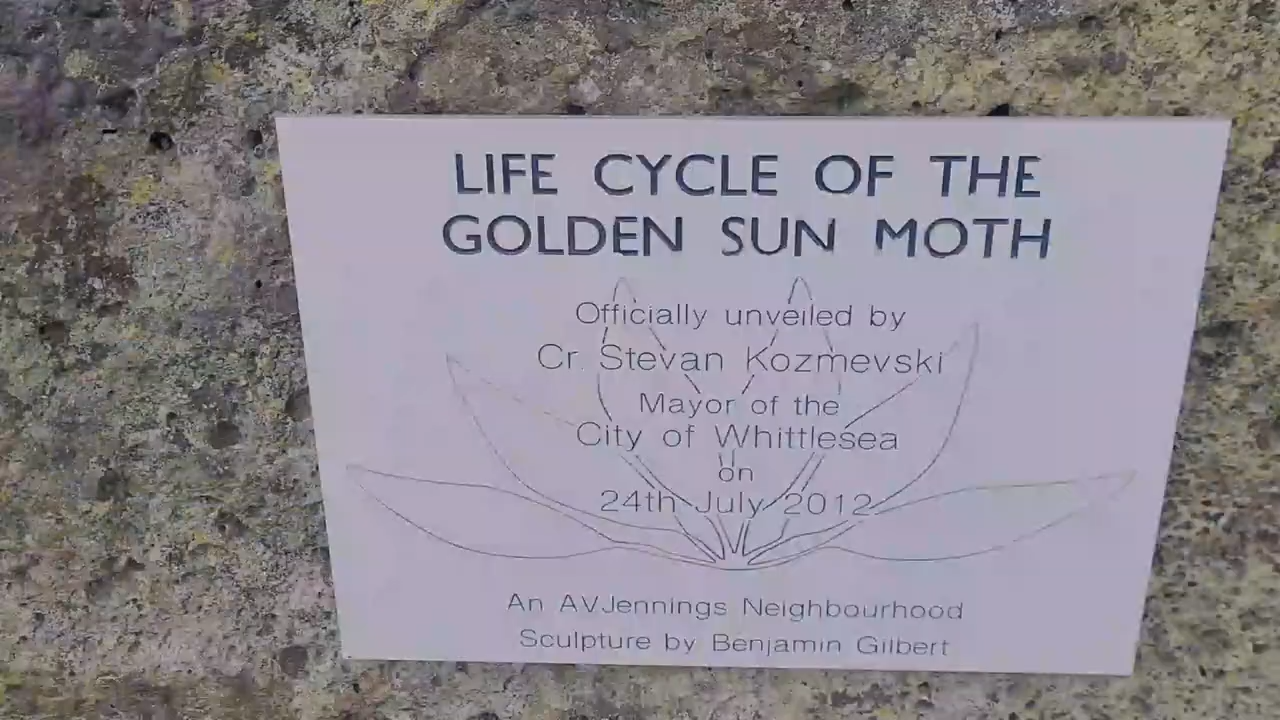 LIFE CYCLE OF THE
GOLDEN SUN MOTH
Officially unveiled by
Cr. Stevan Kozmevski
Mayor of the
City of Whittlesea
on
24th July 2012
An AVJennings Neighbourhood
Sculpture by Benjamin Gilbert